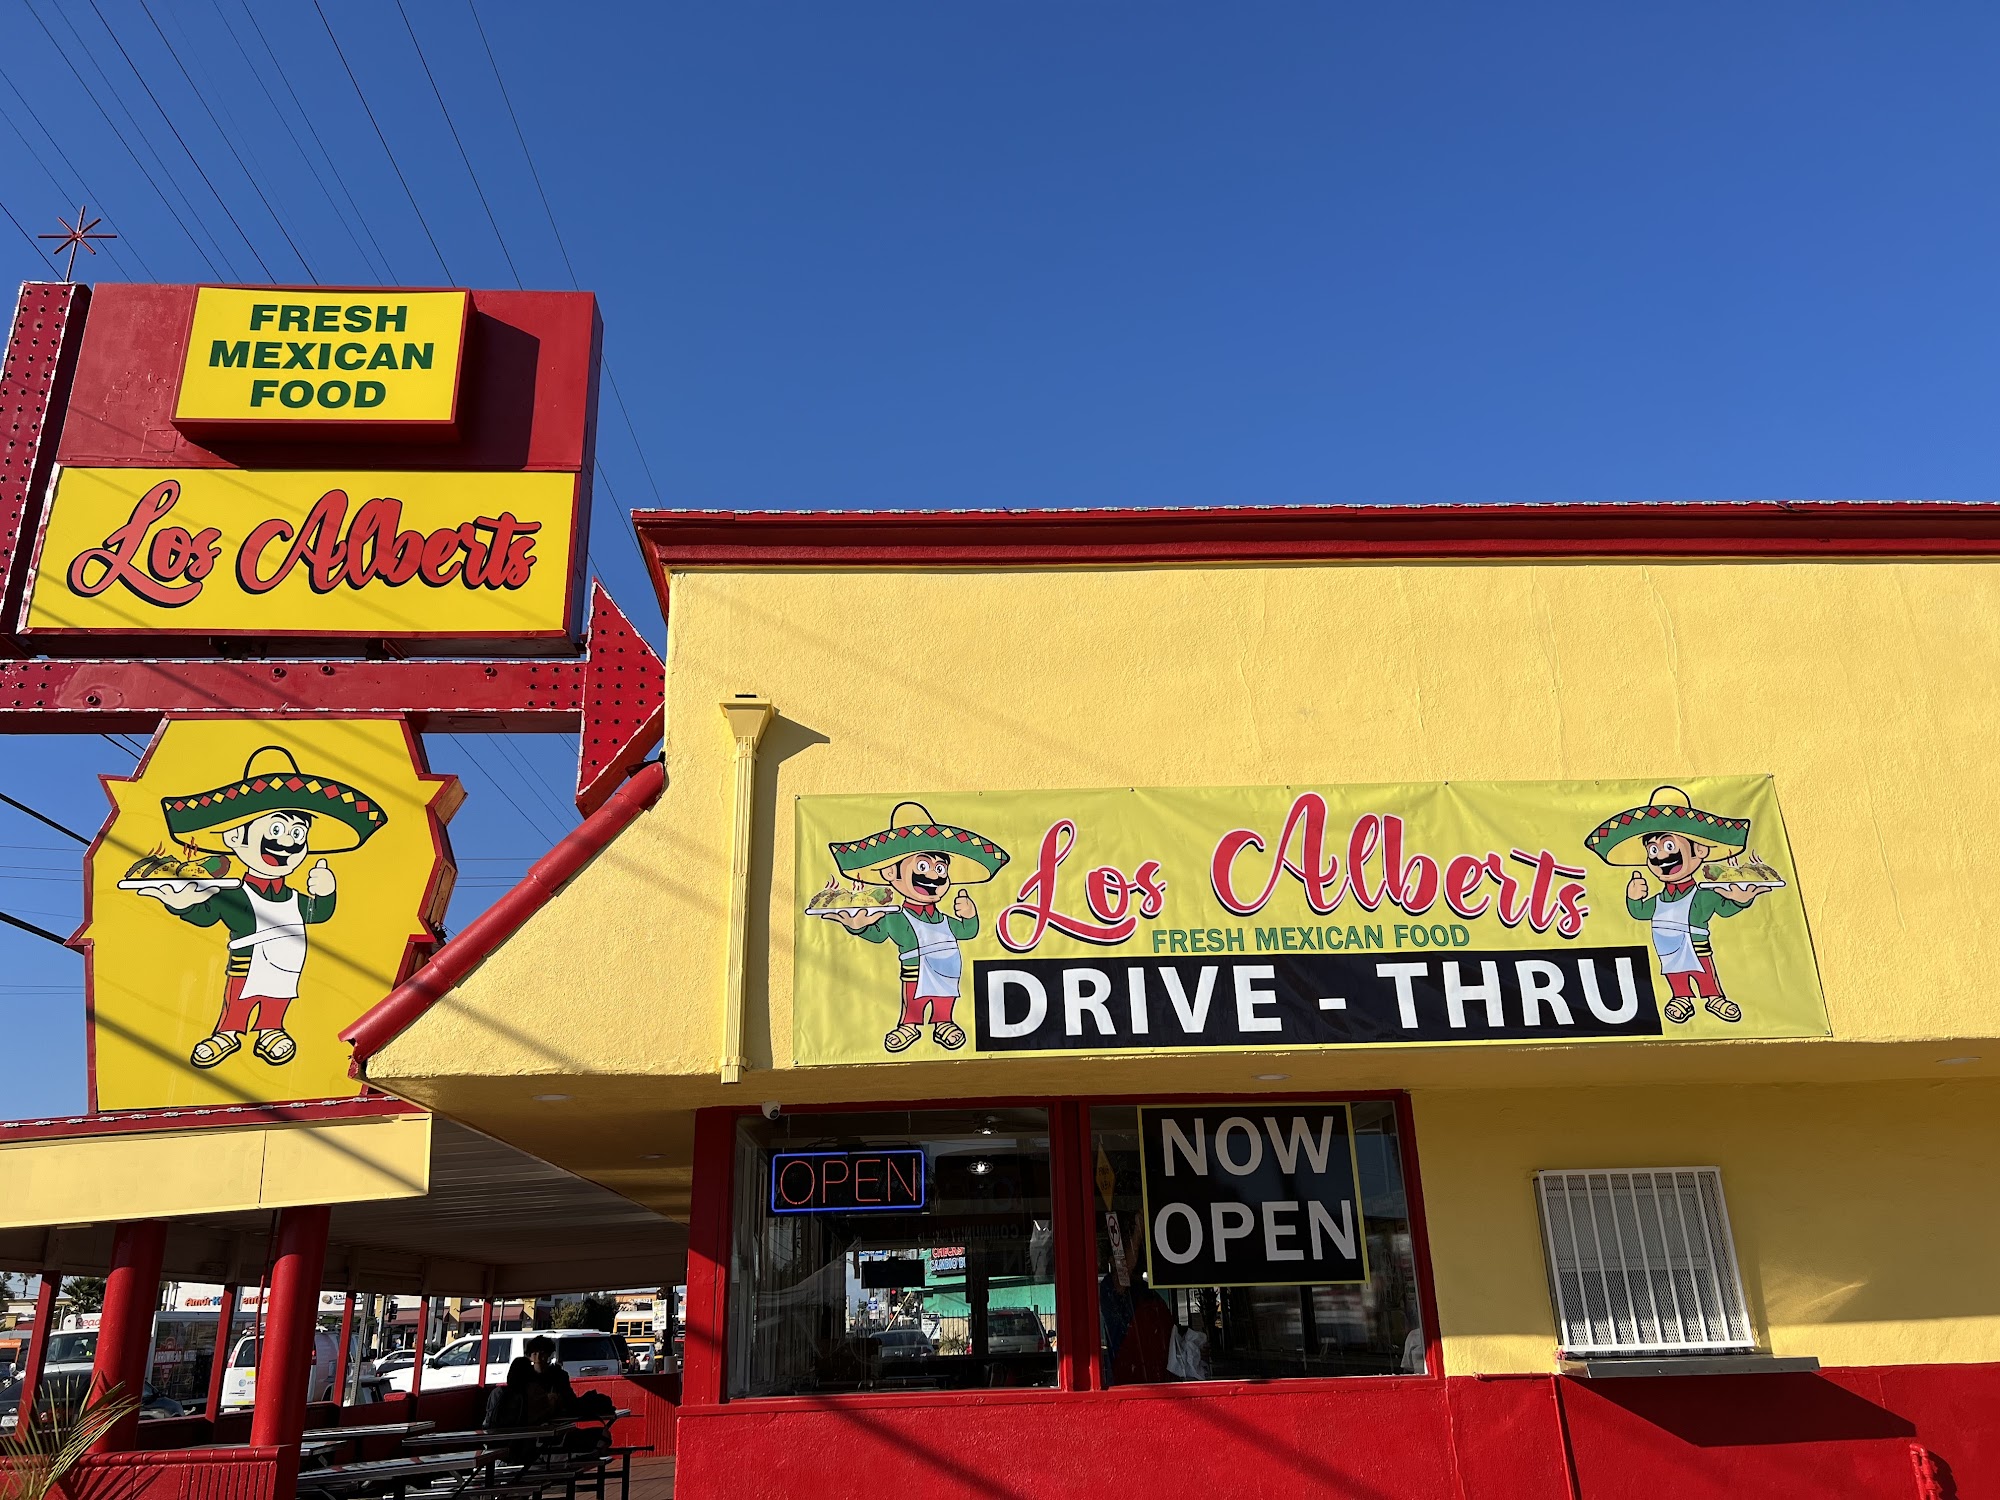 FRESH
MEXICAN
FOOD
Los Alberts
Los Alberts
FRESH MEXICAN FOOD
DRIVE - THRU
OPEN
NOW
OPEN